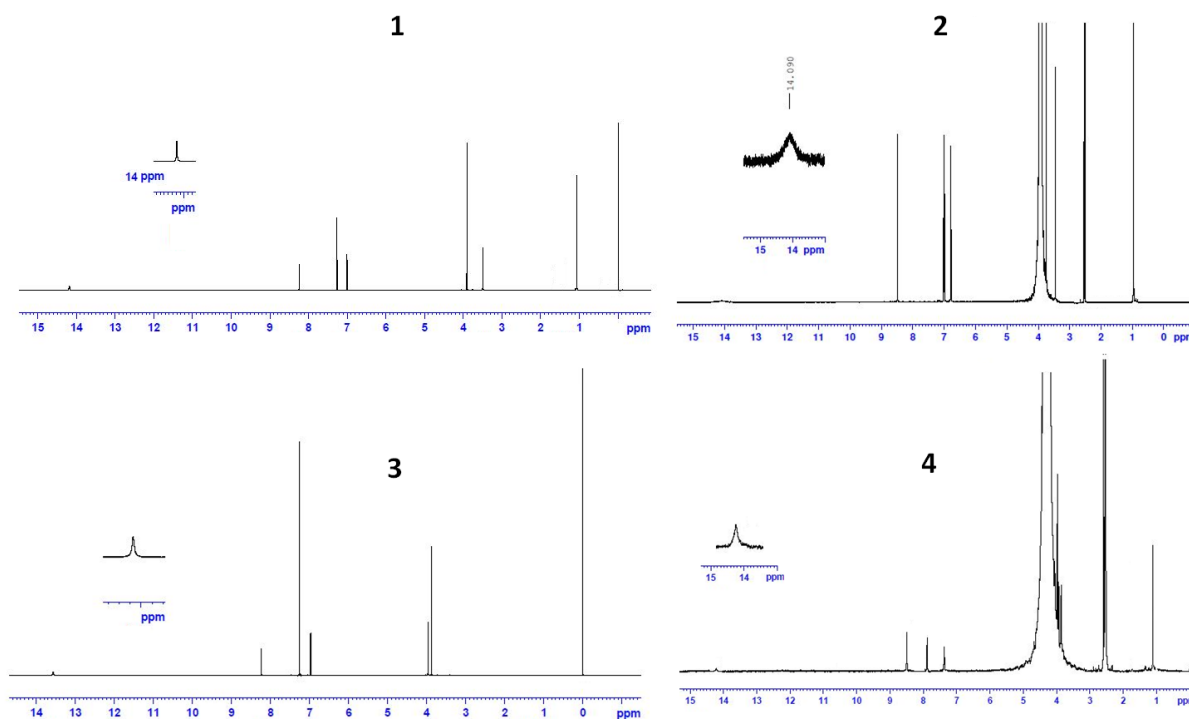 1
14 ppm
ppm
15 14 13 12 11 10 9 8 7 6 5 4 3 2 1 ppm
2
14.090
15 14 ppm
15 14 13 12 11 10 9 8 7 6 5 4 3 2 1 0 ppm
3
ppm
14 13 12 11 10 9 8 7 6 5 4 3 2 1 0 ppm
4
15 14 ppm
15 14 13 12 11 10 9 8 7 6 5 4 3 2 1 ppm